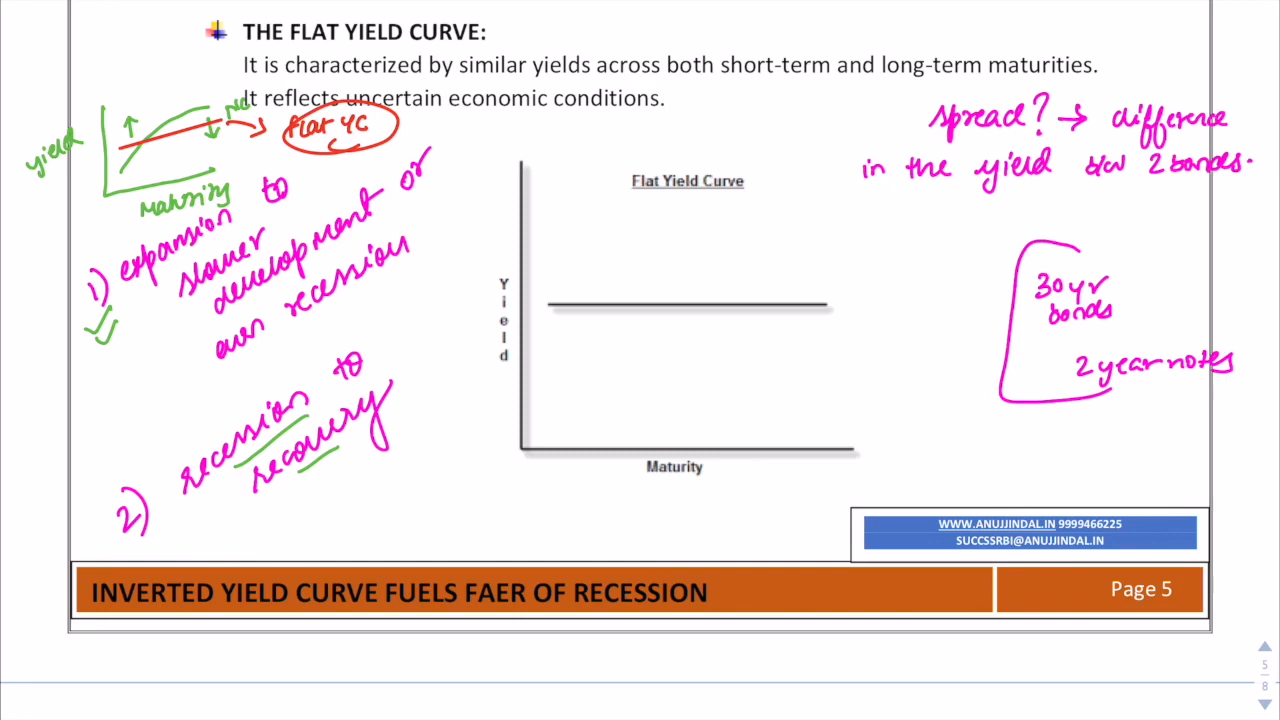 THE FLAT YIELD CURVE:
It is characterized by similar yields across both short-term and long-term maturities.
It reflects uncertain economic conditions.
yield
Maturity
flat YC
1) expansion to
slower
development or
even recession
2) recession to
recovery
spread? → difference
in the yield b/w 2 bonds.
30 yr
bonds
2 year notes
Flat Yield Curve
Yield
Maturity
WWW.ANUJJINDAL.IN 9999466225
SUCCSSRBI@ANUJJINDAL.IN
INVERTED YIELD CURVE FUELS FAER OF RECESSION
Page 5
5
8